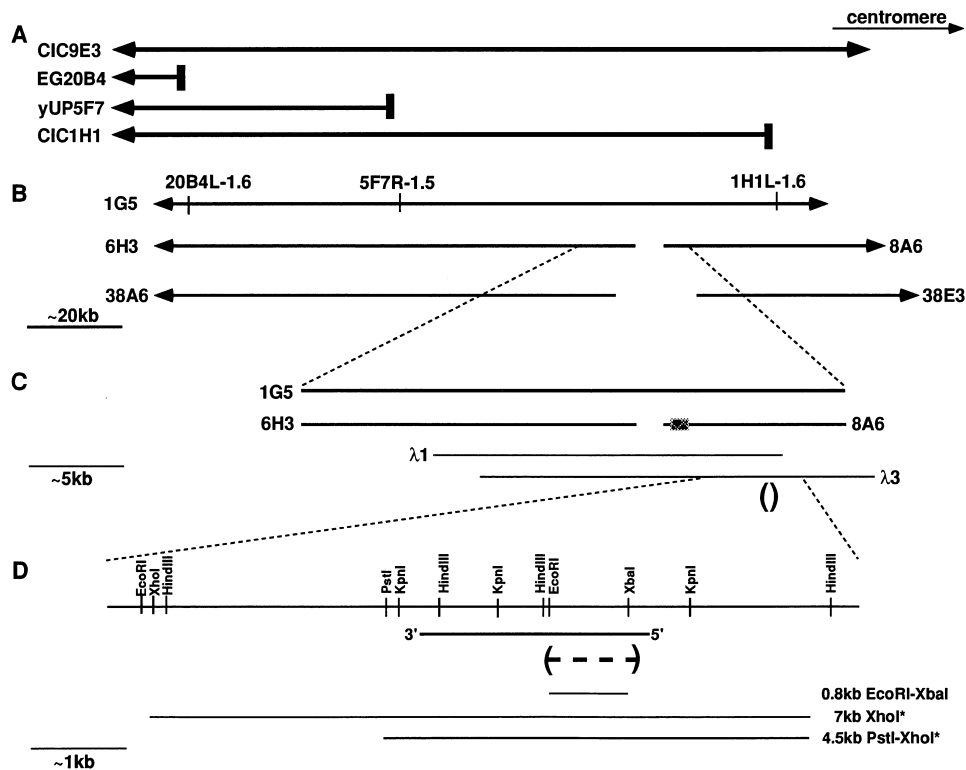 A
centromere
CIC9E3
EG20B4
yUP5F7
CIC1H1
B
20B4L-1.6 5F7R-1.5 1H1L-1.6
1G5
6H3 8A6
38A6 38E3
~20kb
C
1G5
6H3 8A6
λ1
~5kb
λ3
()
D
EcoRI XhoI HindIII PstI KpnI HindIII KpnI HindIII EcoRI XbaI KpnI HindIII
3' 5'
( )
0.8kb EcoRI-XbaI
7kb XhoI*
4.5kb PstI-XhoI*
~1kb